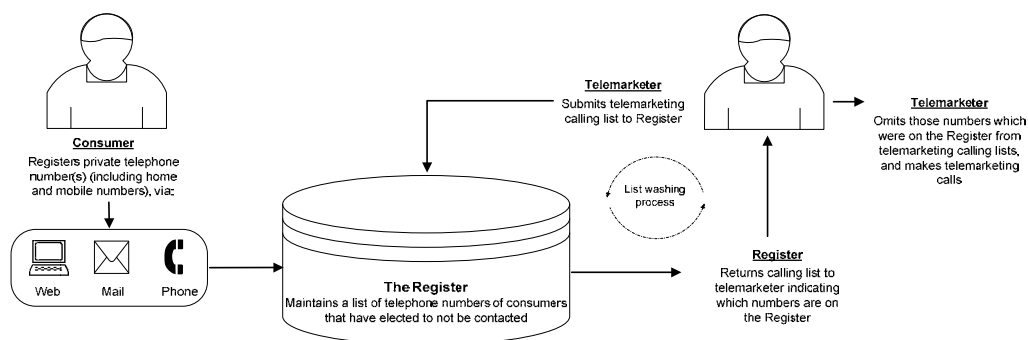 Consumer
Registers private telephone
number(s) (including home
and mobile numbers), via:
Web
Mail
Phone
The Register
Maintains a list of telephone numbers of consumers
that have elected to not be contacted
Telemarketer
Submits telemarketing
calling list to Register
List washing
process
Register
Returns calling list to
telemarketer indicating
which numbers are on
the Register
Telemarketer
Omits those numbers which
were on the Register from
telemarketing calling lists,
and makes telemarketing
calls